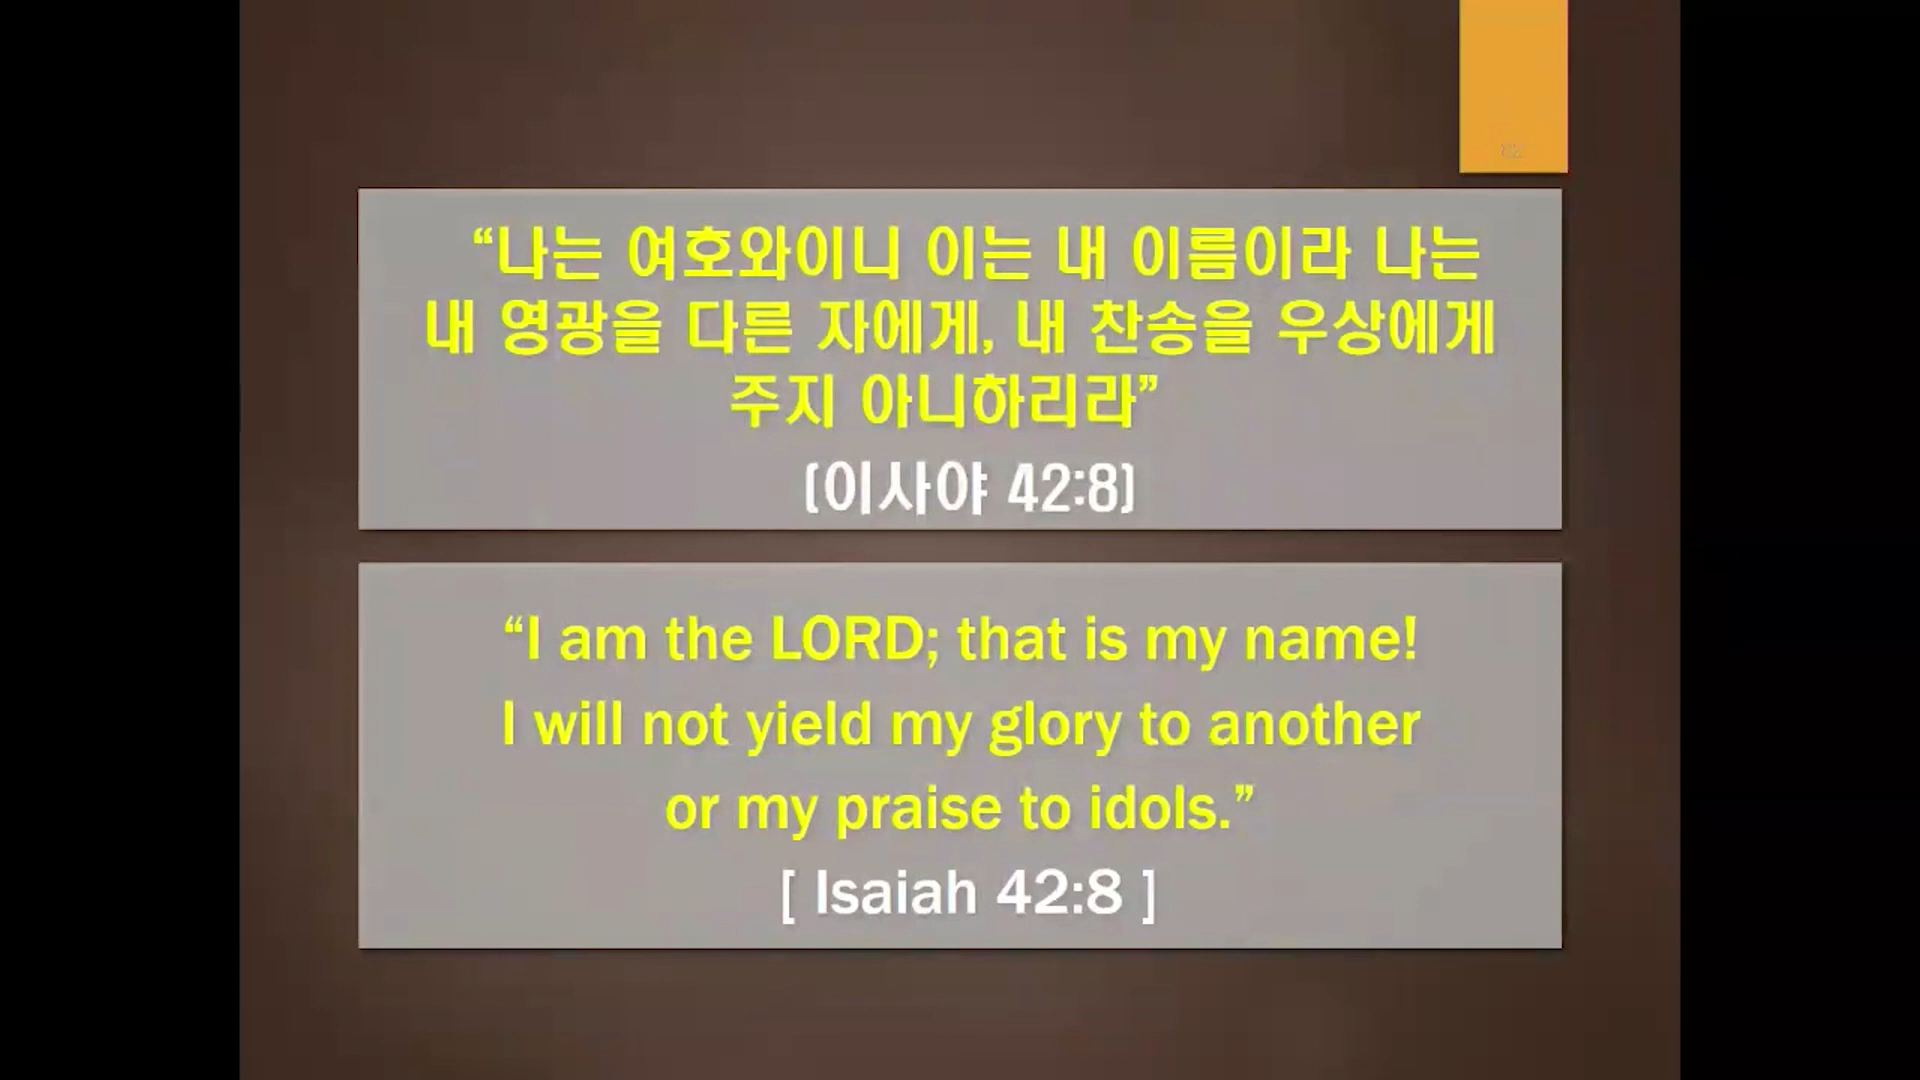 “나는 여호와이니 이는 내 이름이라 나는
내 영광을 다른 자에게, 내 찬송을 우상에게
주지 아니하리라”
(이사야 42:8)
“I am the LORD; that is my name!
I will not yield my glory to another
or my praise to idols.”
[ Isaiah 42:8 ]